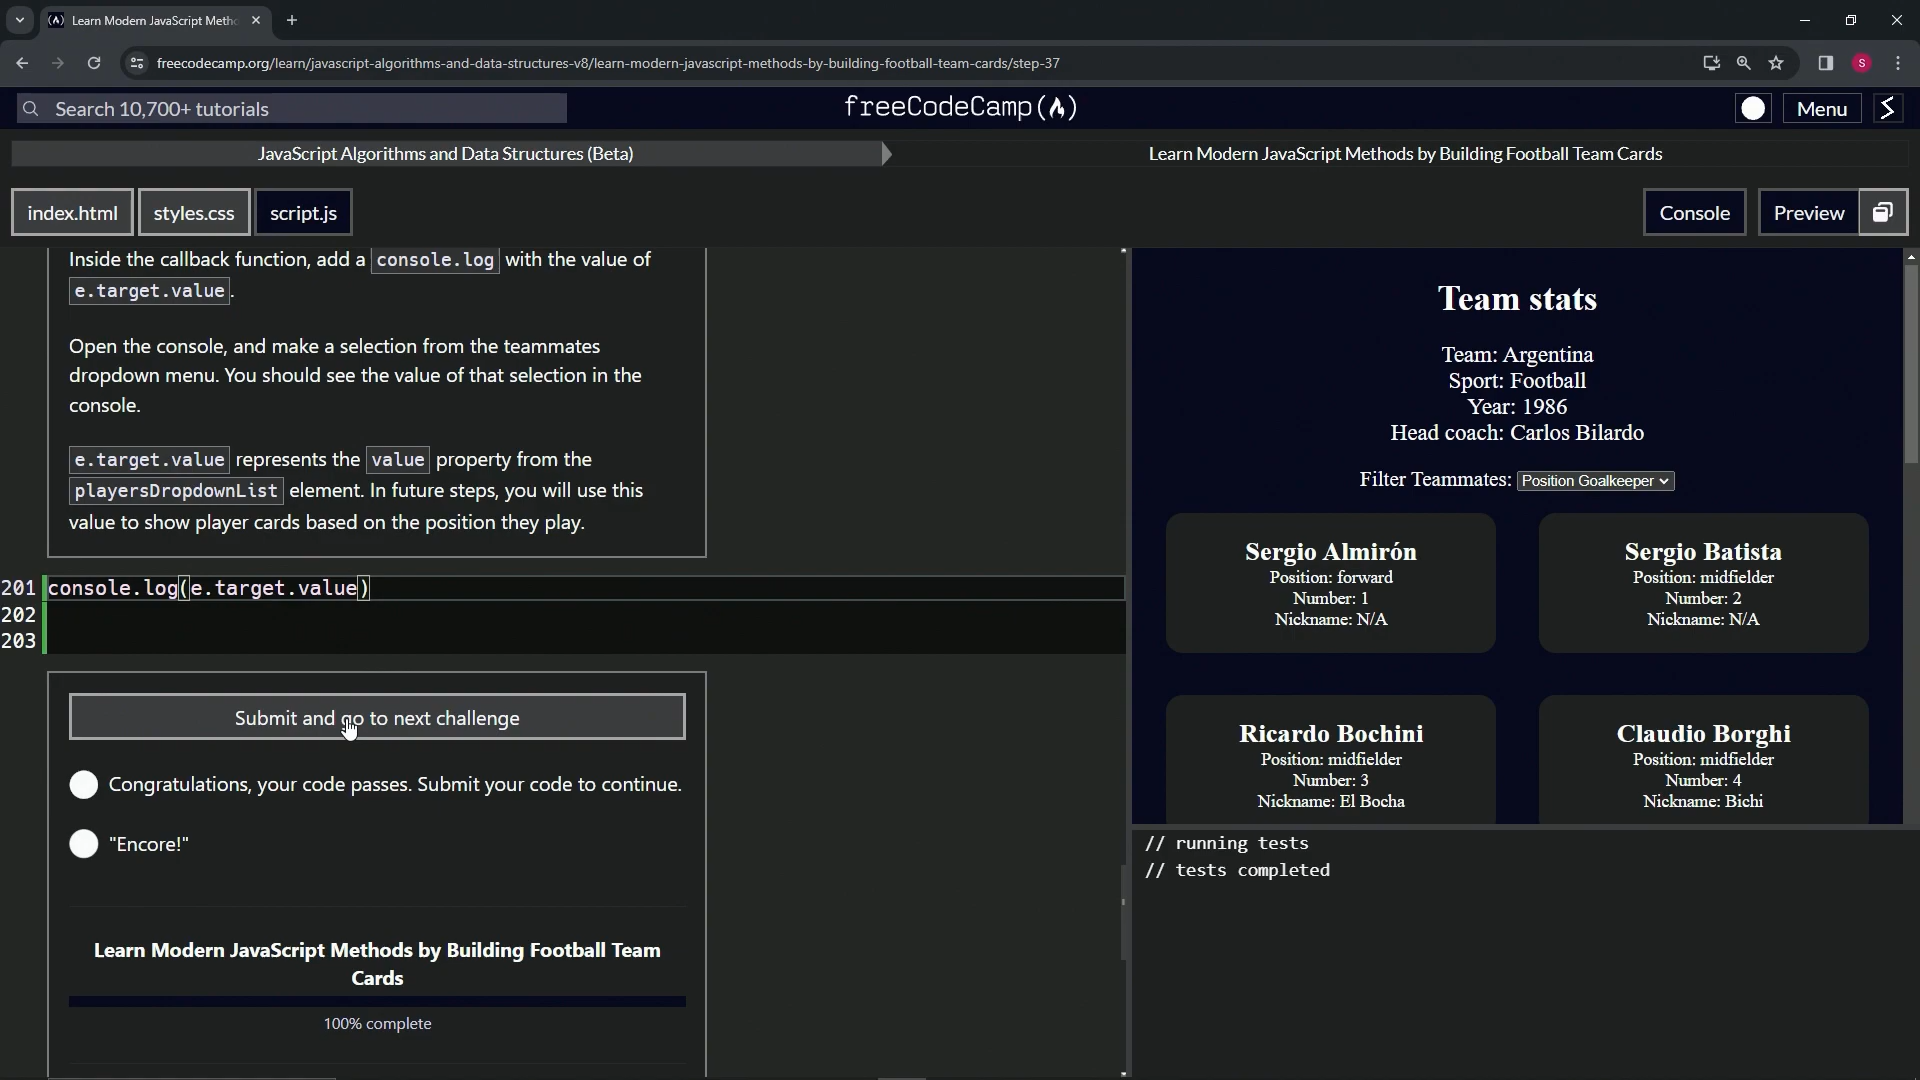 Learn Modern JavaScript Meth
freecodecamp.org/learn/javascript-algorithms-and-data-structures-v8/learn-modern-javascript-methods-by-building-football-team-cards/step-37
S
Search 10,700+ tutorials
freeCodeCamp
Menu
JavaScript Algorithms and Data Structures (Beta)
Learn Modern JavaScript Methods by Building Football Team Cards
index.html
styles.css
script.js
Console
Preview
Inside the callback function, add a console.log with the value of
e.target.value.
Open the console, and make a selection from the teammates
dropdown menu. You should see the value of that selection in the
console.
e.target.value represents the value property from the
playersDropdownList element. In future steps, you will use this
value to show player cards based on the position they play.
201 console.log(e.target.value)
202
203
Submit and go to next challenge
Congratulations, your code passes. Submit your code to continue.
"Encore!"
Learn Modern JavaScript Methods by Building Football Team
Cards
100% complete
Team stats
Team: Argentina
Sport: Football
Year: 1986
Head coach: Carlos Bilardo
Filter Teammates: Position Goalkeeper
Sergio Almirón
Position: forward
Number: 1
Nickname: N/A
Sergio Batista
Position: midfielder
Number: 2
Nickname: N/A
Ricardo Bochini
Position: midfielder
Number: 3
Nickname: El Bocha
Claudio Borghi
Position: midfielder
Number: 4
Nickname: Bichi
// running tests
// tests completed